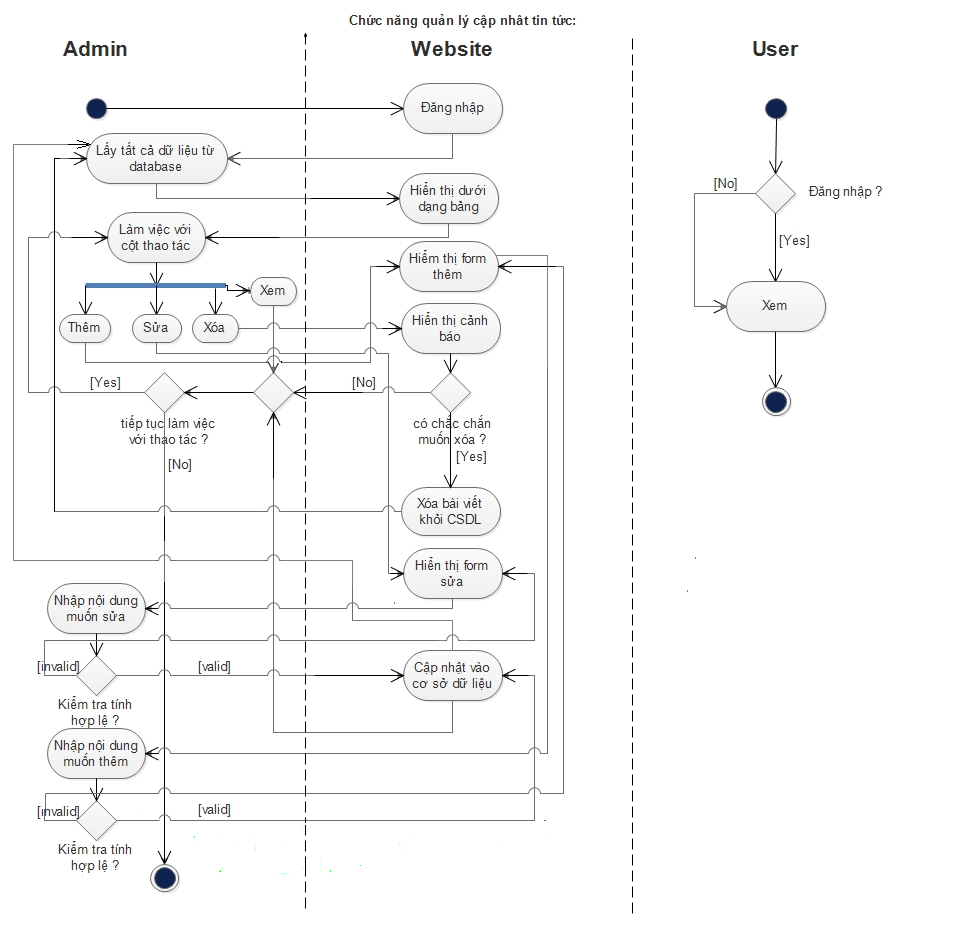 Chức năng quản lý cập nhât tin tức:
Admin
Website
User
Đăng nhập
Lấy tất cả dữ liệu từ
database
Hiển thị dưới
dạng bảng
[No]
Đăng nhập ?
Làm việc với
cột thao tác
[Yes]
Hiểm thị form
thêm
Xem
Xem
Thêm
Sửa
Xóa
Hiển thị cảnh
báo
[Yes]
[No]
tiếp tục làm việc
với thao tác ?
có chắc chắn
muốn xóa ?
[No]
[Yes]
Xóa bài viết
khỏi CSDL
Hiển thị form
sửa
Nhập nội dung
muốn sửa
[invalid]
[valid]
Cập nhật vào
cơ sở dữ liệu
Kiểm tra tính
hợp lệ ?
Nhập nội dung
muốn thêm
[invalid]
[valid]
Kiểm tra tính
hợp lệ ?